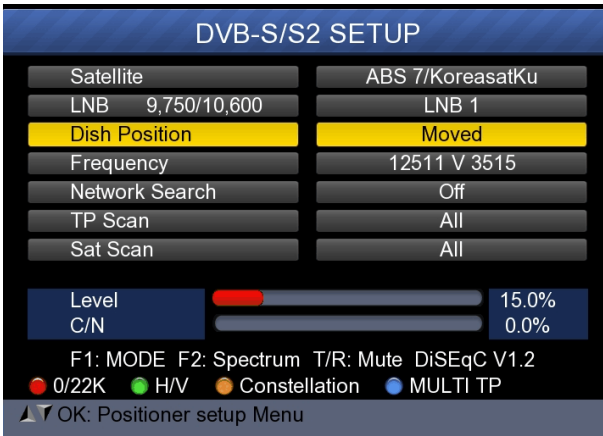 DVB-S/S2 SETUP
Satellite ABS 7/KoreasatKu
LNB 9,750/10,600 LNB 1
Dish Position Moved
Frequency 12511 V 3515
Network Search Off
TP Scan All
Sat Scan All
Level 15.0%
C/N 0.0%
F1: MODE F2: Spectrum T/R: Mute DiSEqC V1.2
0/22K H/V Constellation MULTI TP
OK: Positioner setup Menu